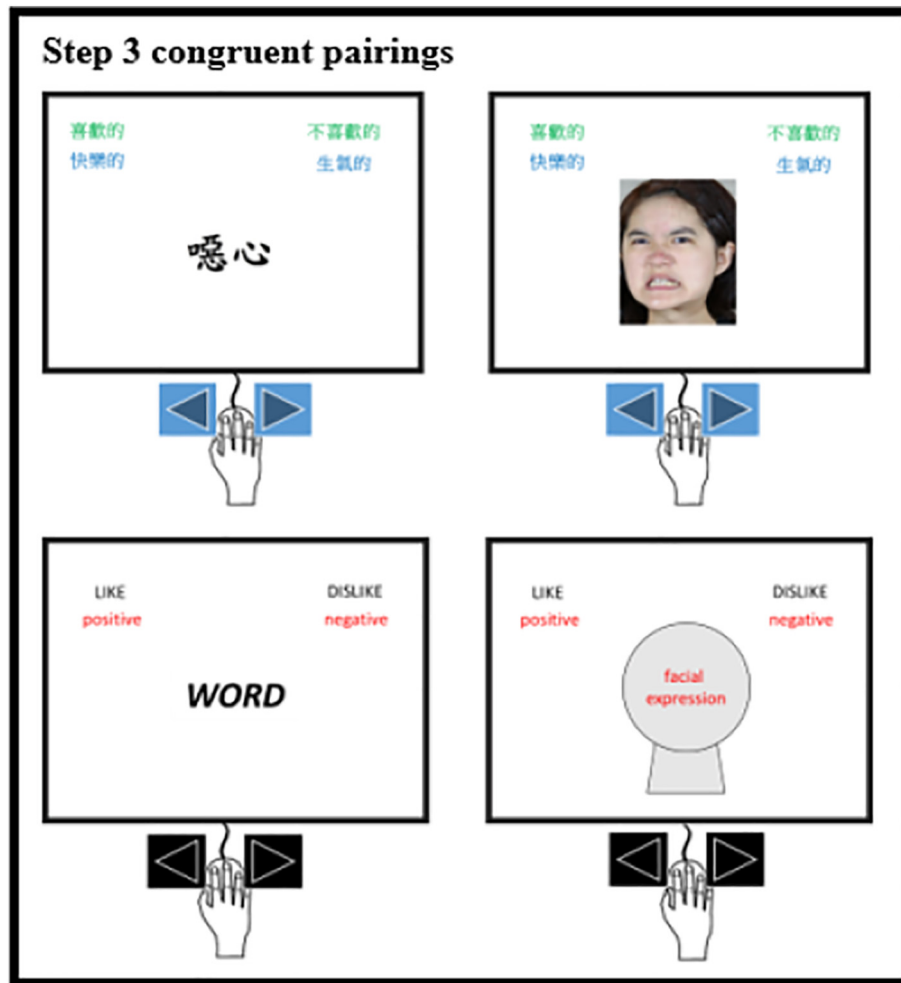 Step 3 congruent pairings
喜歡的 不喜歡的
快樂的 生氣的
噁心
喜歡的 不喜歡的
快樂的 生氣的
LIKE DISLIKE
positive negative
WORD
LIKE DISLIKE
positive negative
facial
expression